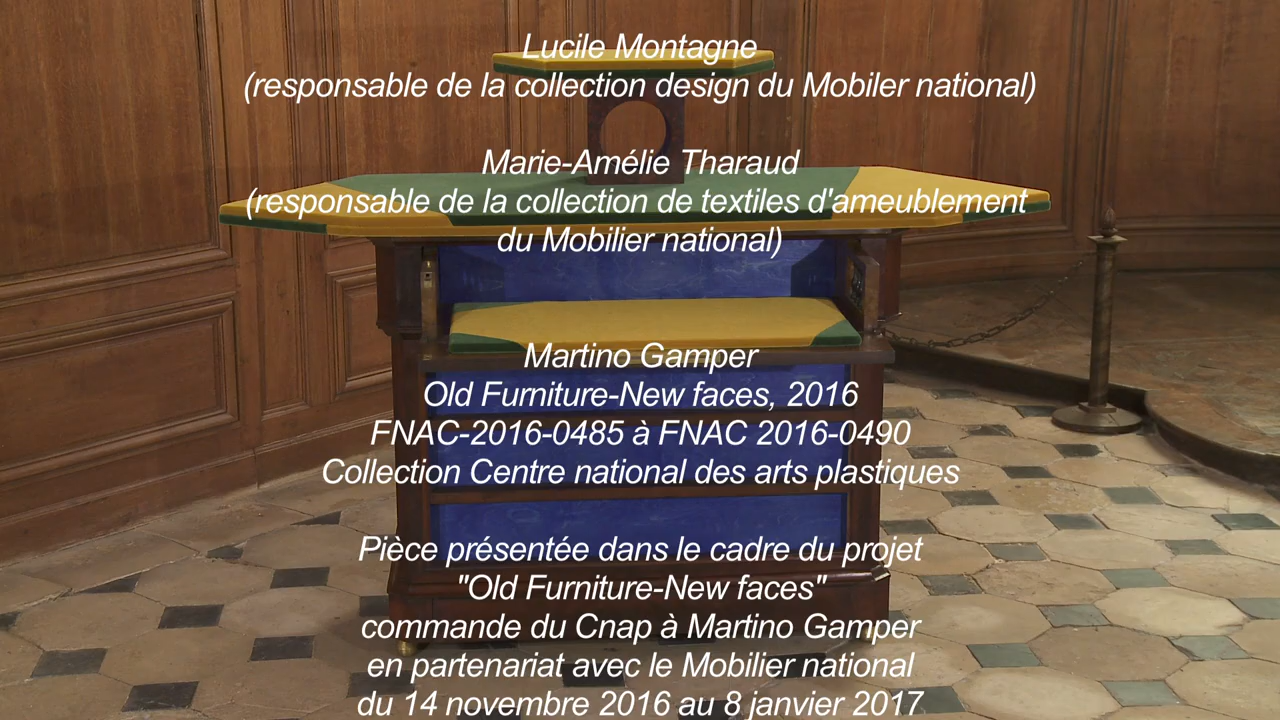 Lucile Montagne
(responsable de la collection design du Mobiler national)
Marie-Amélie Tharaud
(responsable de la collection de textiles d'ameublement
du Mobilier national)
Martino Gamper
Old Furniture-New faces, 2016
FNAC-2016-0485 à FNAC 2016-0490
Collection Centre national des arts plastiques
Pièce présentée dans le cadre du projet
"Old Furniture-New faces"
commande du Cnap à Martino Gamper
en partenariat avec le Mobilier national
du 14 novembre 2016 au 8 janvier 2017